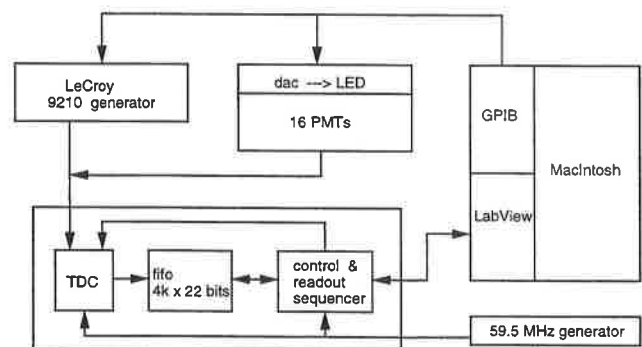 LeCroy
9210 generator
dac ---> LED
16 PMTs
GPIB
MacIntosh
LabView
TDC
fifo
4k x 22 bits
control &
readout
sequencer
59.5 MHz generator